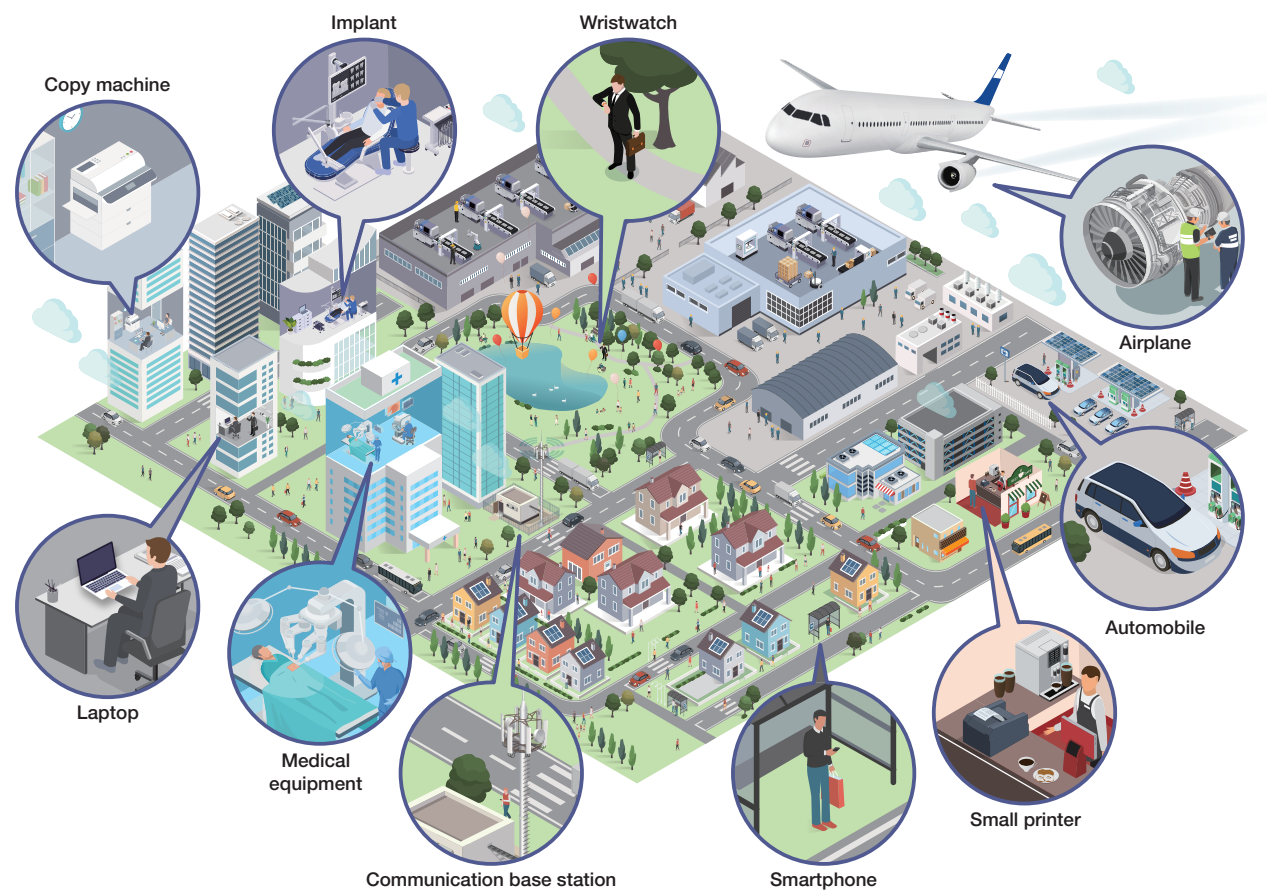 Implant
Wristwatch
Copy machine
Airplane
Automobile
Laptop
Medical
equipment
Small printer
Communication base station
Smartphone